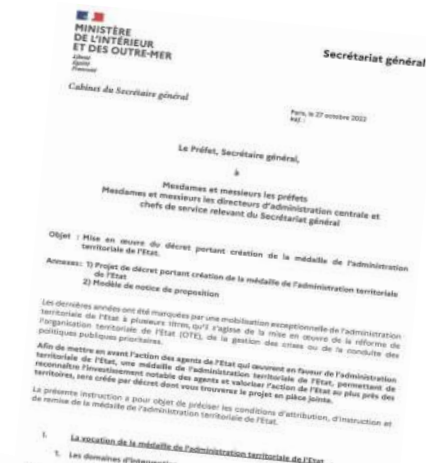 MINISTÈRE
DE L'INTÉRIEUR
ET DES OUTRE-MER
Liberté
Égalité
Fraternité
Secrétariat général
Cabinet du Secrétaire général
Paris, le 27 octobre 2022
Réf. :
Le Préfet, Secrétaire général,
à
Mesdames et messieurs les préfets
Mesdames et messieurs les directeurs d'administration centrale et
chefs de service relevant du Secrétariat général
Objet : Mise en œuvre du décret portant création de la médaille de l'administration
territoriale de l'Etat.
Annexes: 1) Projet de décret portant création de la médaille de l'administration territoriale
de l'Etat
2) Modèle de notice de proposition
Les dernières années ont été marquées par une mobilisation exceptionnelle de l'administration
territoriale de l'Etat à plusieurs titres, qu'il s'agisse de la mise en œuvre de la réforme de
l'organisation territoriale de l'Etat (OTE), de la gestion des crises ou de la conduite des
politiques publiques prioritaires.
Afin de mettre en avant l'action des agents de l'Etat qui œuvrent en faveur de l'administration
territoriale de l'Etat, une médaille de l'administration territoriale de l'Etat, permettant de
reconnaître l'investissement notable des agents et valoriser l'action de l'Etat au plus près des
territoires, sera créée par décret dont vous trouverez le projet en pièce jointe.
La présente instruction a pour objet de préciser les conditions d'attribution, d'instruction et
de remise de la médaille de l'administration territoriale de l'Etat.
I. La vocation de la médaille de l'administration territoriale de l'Etat
1. Les domaines